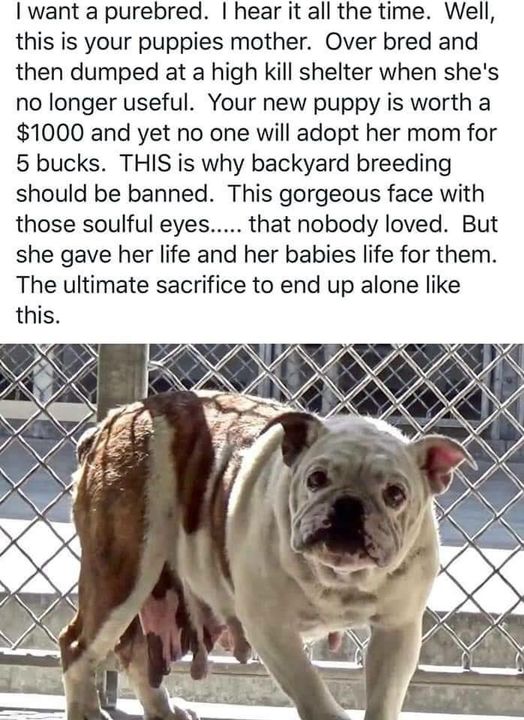 I want a purebred.  I hear it all the time.  Well,
this is your puppies mother.  Over bred and
then dumped at a high kill shelter when she's
no longer useful.  Your new puppy is worth a
$1000 and yet no one will adopt her mom for
5 bucks.  THIS is why backyard breeding
should be banned.  This gorgeous face with
those soulful eyes..... that nobody loved.  But
she gave her life and her babies life for them.
The ultimate sacrifice to end up alone like
this.